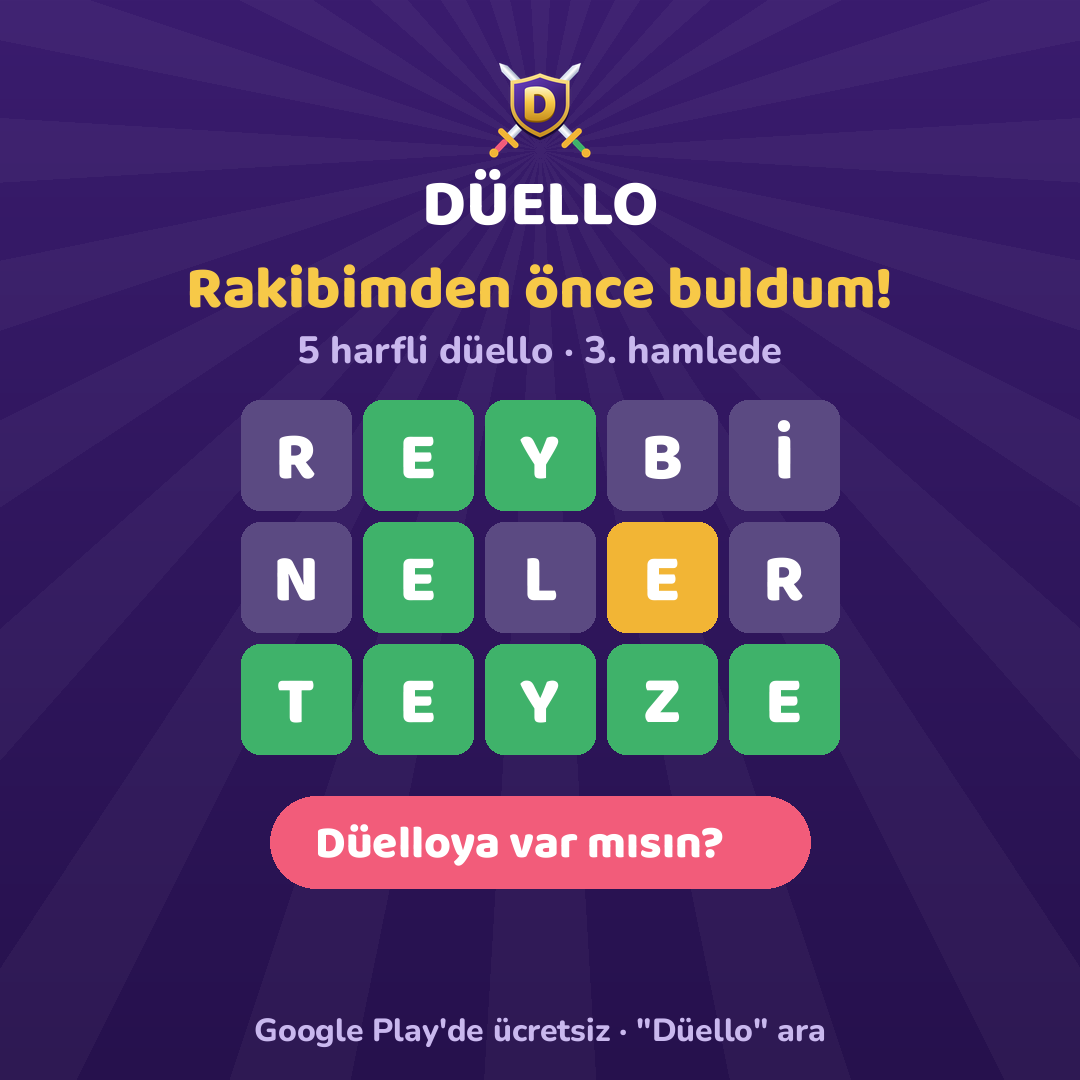 D
DÜELLO
Rakibimden önce buldum!
5 harfli düello · 3. hamlede
R E Y B İ
N E L E R
T E Y Z E
Düelloya var mısın?
Google Play'de ücretsiz · "Düello" ara